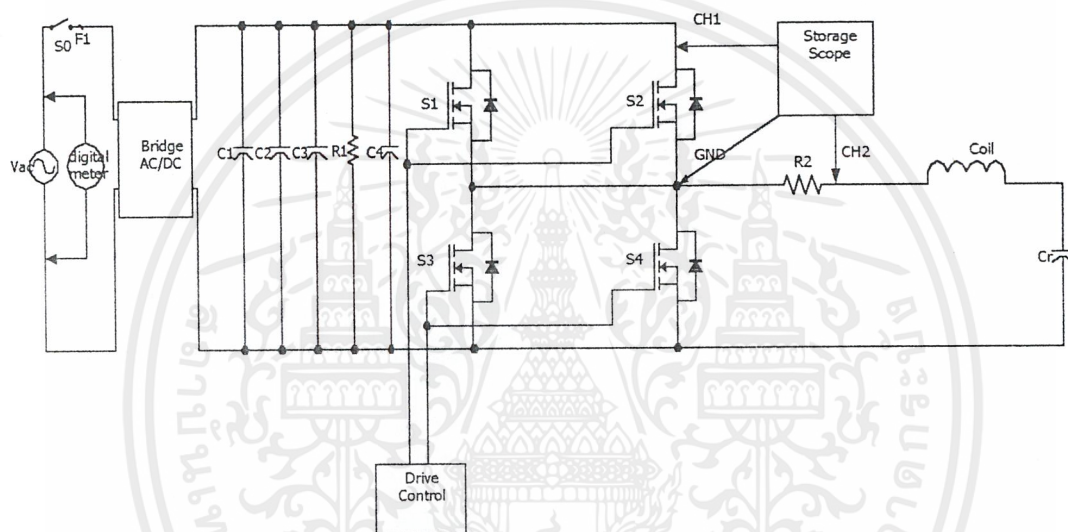 S0
F1
CH1
Storage
Scope
S1
S2
Vac
digital
meter
Bridge
AC/DC
C1
C2
C3
R1
C4
GND
R2
CH2
Coil
S3
S4
Cr
Drive
Control